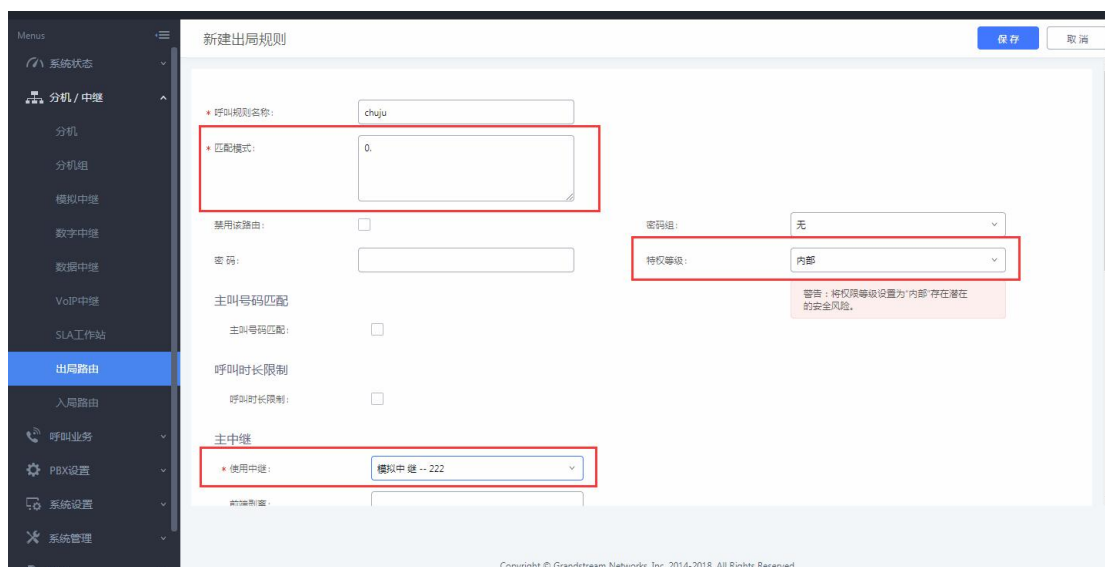 Menus
新建出局规则
保存
取消
系统状态
分机/中继
分机
分机组
模拟中继
数字中继
数据中继
VoIP中继
SLA工作站
出局路由
入局路由
呼叫业务
PBX设置
系统设置
系统管理
* 呼叫规则名称:
chuju
* 匹配模式:
0.
禁用该路由:
密码组:
无
密码:
特权等级:
内部
警告:将权限等级设置为"内部"存在潜在
的安全风险。
主叫号码匹配
主叫号码匹配:
呼叫时长限制
呼叫时长限制:
主中继
* 使用中继:
模拟中继 -- 222
Copyright © Grandstream Networks, Inc. 2014-2018. All Rights Reserved.